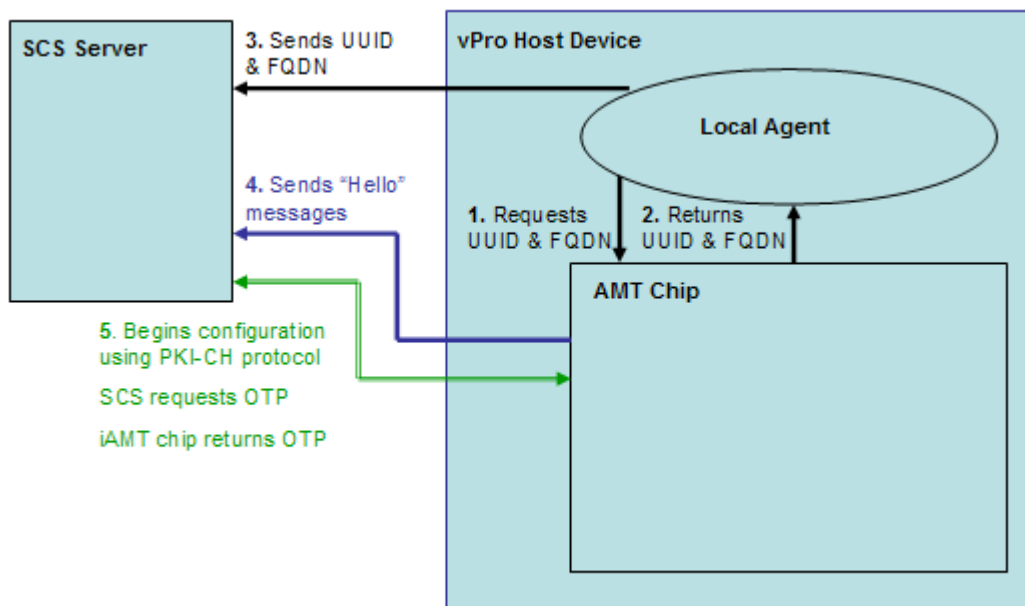 SCS Server
3. Sends UUID
& FQDN
vPro Host Device
Local Agent
4. Sends “Hello”
messages
1. Requests
UUID & FQDN
2. Returns
UUID & FQDN
AMT Chip
5. Begins configuration
using PKI-CH protocol
SCS requests OTP
iAMT chip returns OTP